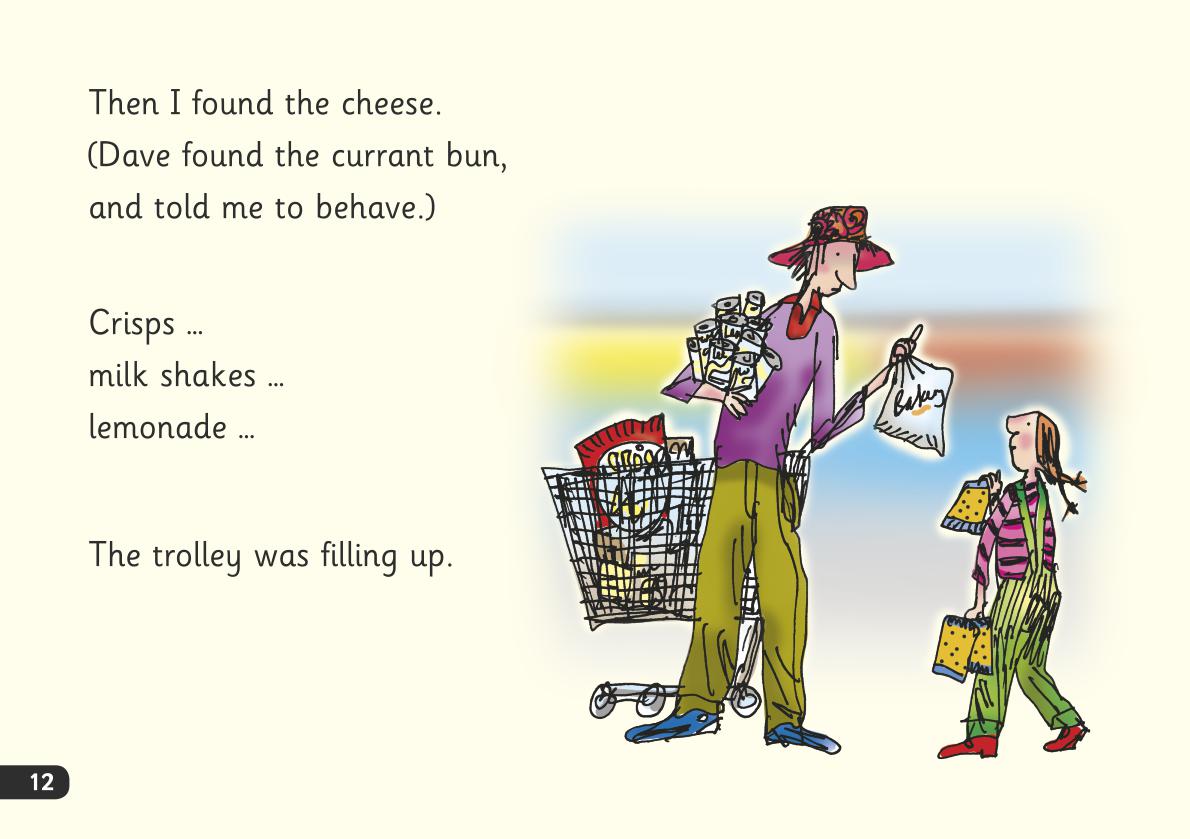 Then I found the cheese.
(Dave found the currant bun,
and told me to behave.)
Crisps ...
milk shakes ...
lemonade ...
The trolley was filling up.
Bakery
12